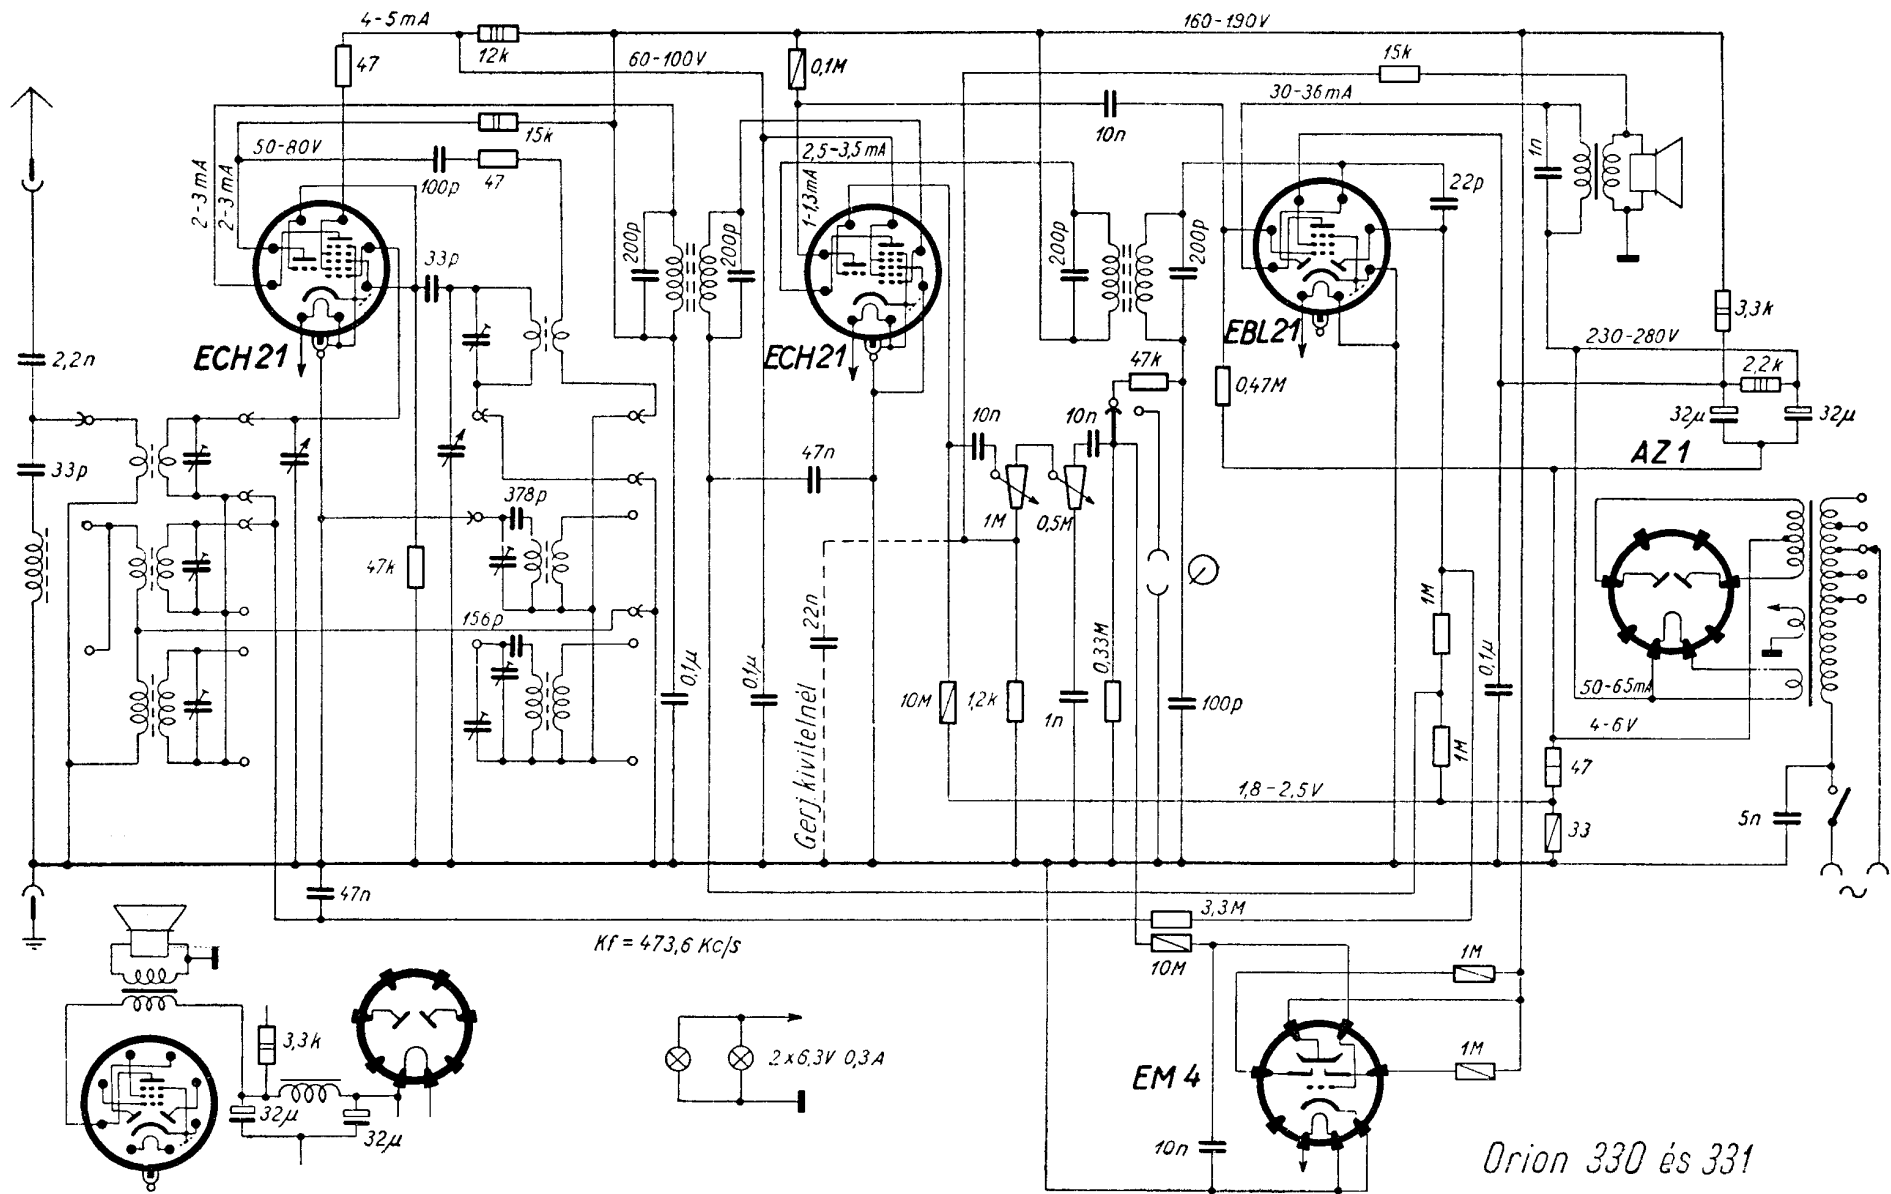 4-5mA
160-190V
12k
47
60-100V
0,1M
15k
30-36mA
10n
15k
50-80V
2,5-3,5mA
1n
100p
47
22p
2-3mA
2-3mA
1-1,3mA
200p
200p
200p
200p
33p
ECH21
ECH21
EBL21
3,3k
230-280V
2,2n
47k
2,2k
0,47M
10n
10n
32µ
32µ
AZ1
33p
47n
378p
1M
0,5M
47k
22n
1M
156p
0,1µ
0,1µ
0,33M
0,1µ
50-65mA
10M
1,2k
1n
100p
4-6V
1M
47
Gerj.kivitelnél
1,8-2,5V
5n
33
47n
3,3M
Kf = 473,6 Kc/s
10M
1M
3,3k
2x6,3V 0,3A
1M
EM4
32µ
32µ
10n
Orion 330 és 331